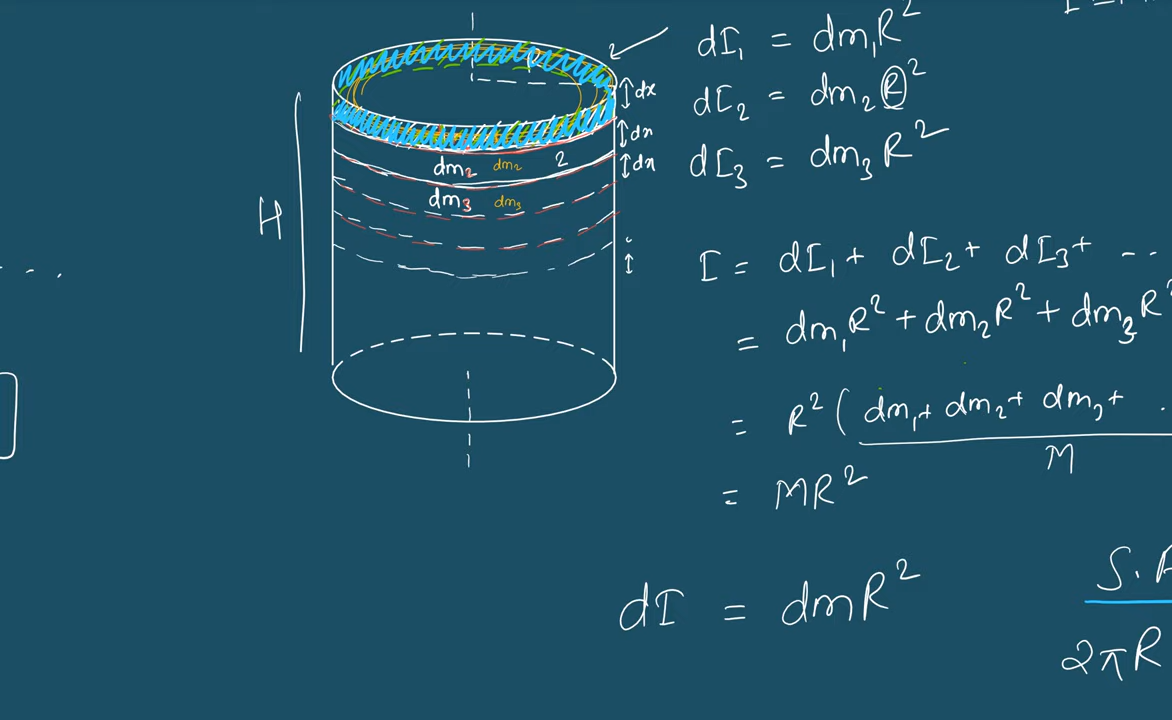 dI₁ = dm₁R²
dI₂ = dm₂R²
dI₃ = dm₃R²
dx
dx
dx
dm₂ dm₂ 2
dm₃ dm₃
H
...
I = dI₁ + dI₂ + dI₃ + ...
= dm₁R² + dm₂R² + dm₃R²
= R² ( dm₁ + dm₂ + dm₃ + .
M
= MR²
dI = dmR²
S.A
2πR